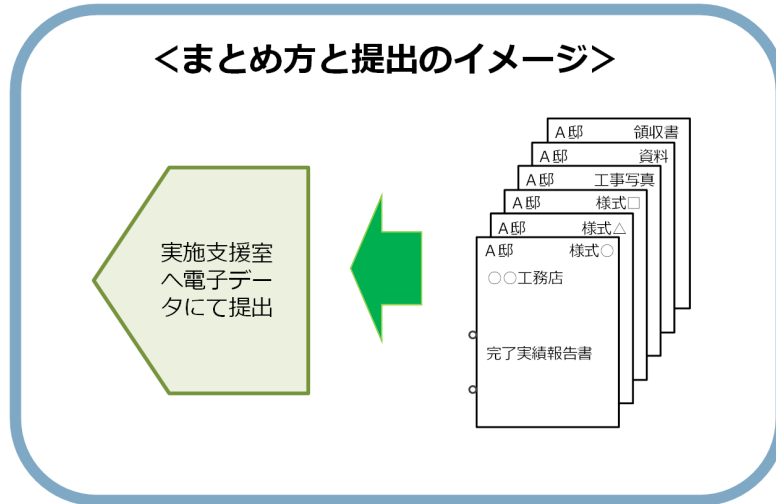 ＜まとめ方と提出のイメージ＞
実施支援室
へ電子デー
タにて提出
Ａ邸 領収書
Ａ邸 資料
Ａ邸 工事写真
Ａ邸 様式□
Ａ邸 様式△
Ａ邸 様式○
○○工務店
完了実績報告書